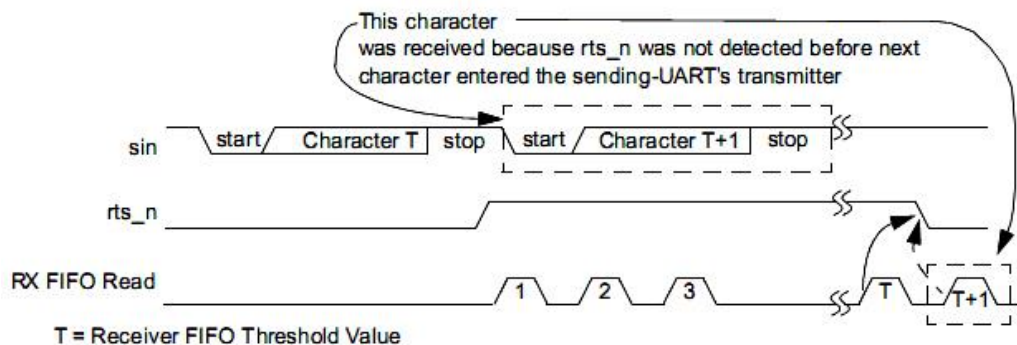 This character
was received because rts_n was not detected before next
character entered the sending-UART's transmitter
sin
start Character T stop start Character T+1 stop
rts_n
RX FIFO Read
1 2 3 T T+1
T = Receiver FIFO Threshold Value